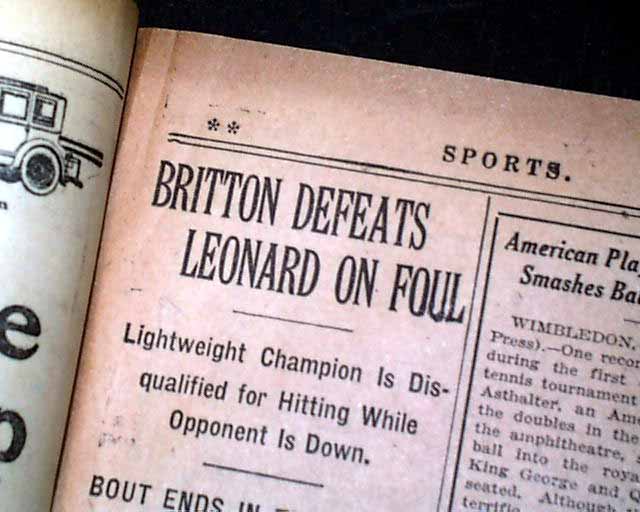 **
SPORTS.
BRITTON DEFEATS
LEONARD ON FOUL
Lightweight Champion Is Dis-
qualified for Hitting While
Opponent Is Down.
BOUT ENDS IN
American Pla
Smashes Ba
WIMBLEDON,
Press).—One recor
during the first
tennis tournament
Asthalter, an Am
the doubles in the
the amphitheatre, s
ball into the roya
King George and Q
seated. Although
terrific
e
p